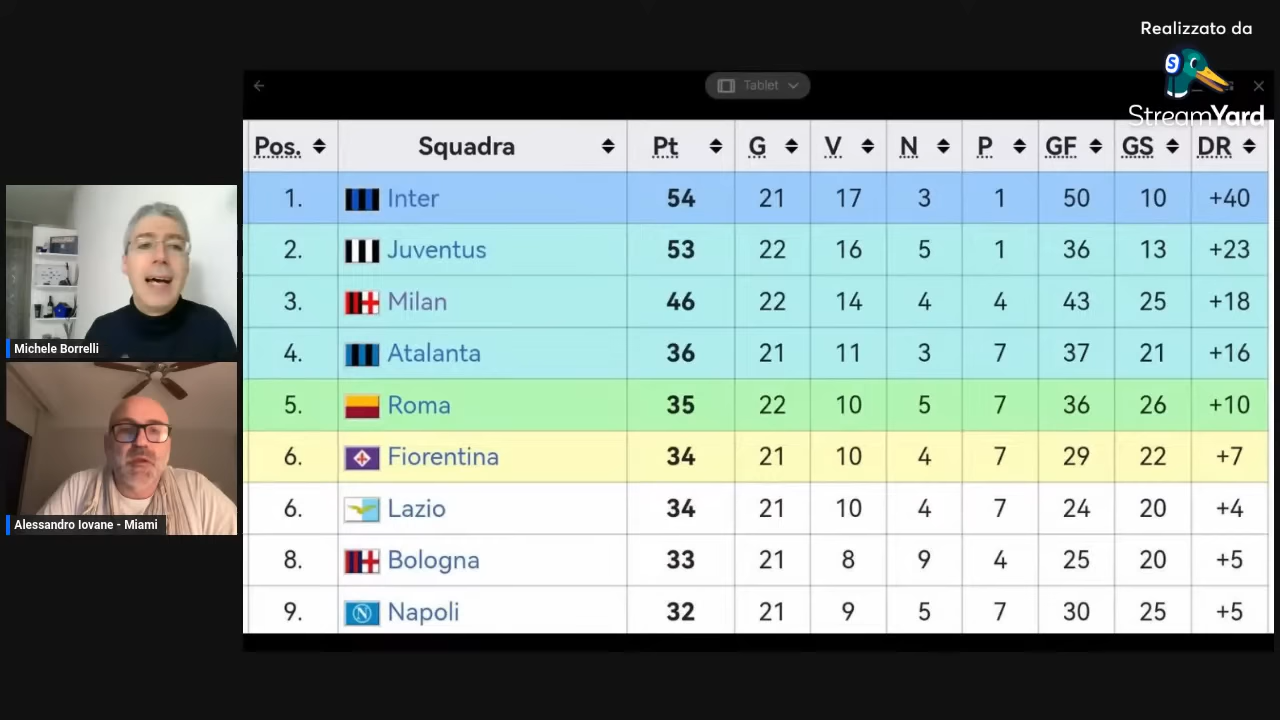 Realizzato da
StreamYard
Tablet
Pos. Squadra Pt G V N P GF GS DR
1. Inter 54 21 17 3 1 50 10 +40
2. Juventus 53 22 16 5 1 36 13 +23
3. Milan 46 22 14 4 4 43 25 +18
4. Atalanta 36 21 11 3 7 37 21 +16
5. Roma 35 22 10 5 7 36 26 +10
6. Fiorentina 34 21 10 4 7 29 22 +7
6. Lazio 34 21 10 4 7 24 20 +4
8. Bologna 33 21 8 9 4 25 20 +5
9. Napoli 32 21 9 5 7 30 25 +5
Michele Borrelli
Alessandro Iovane - Miami